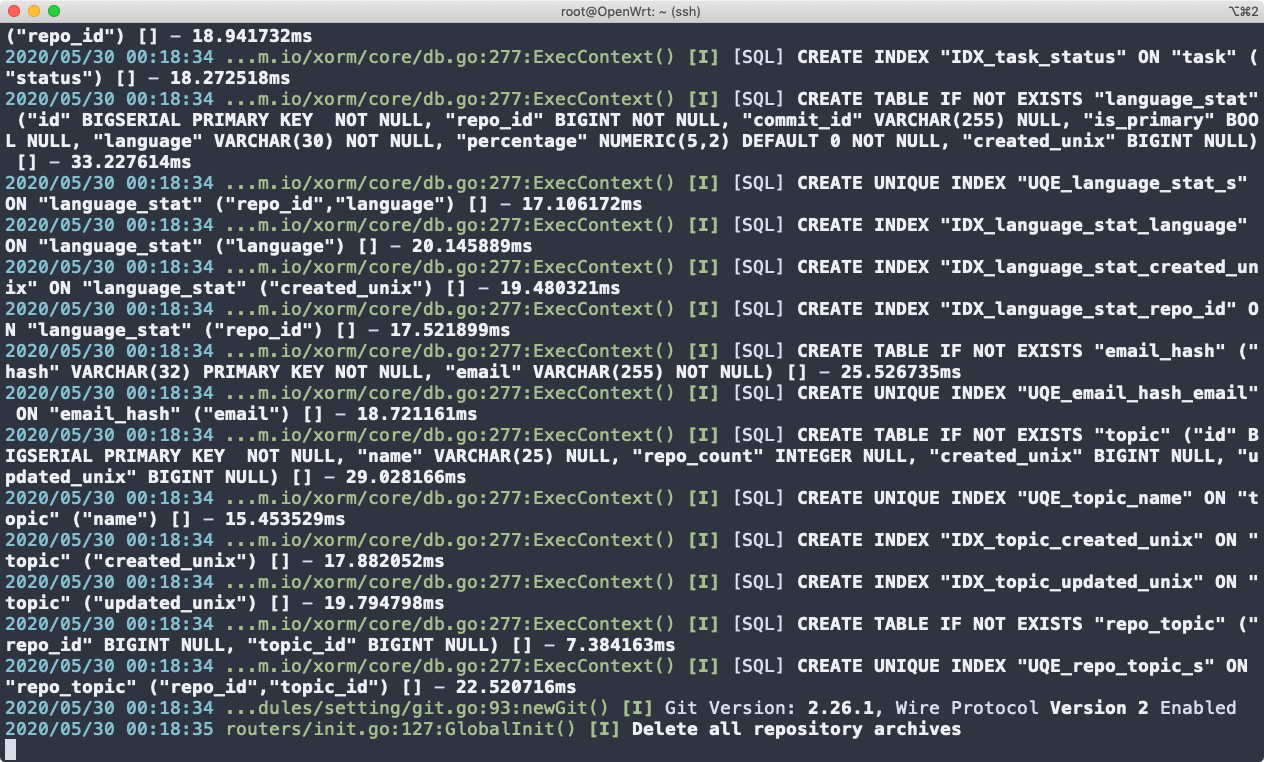 root@OpenWrt: ~ (ssh)
⌥⌘2
("repo_id") [] – 18.941732ms
2020/05/30 00:18:34 ...m.io/xorm/core/db.go:277:ExecContext() [I] [SQL] CREATE INDEX "IDX_task_status" ON "task" (
"status") [] – 18.272518ms
2020/05/30 00:18:34 ...m.io/xorm/core/db.go:277:ExecContext() [I] [SQL] CREATE TABLE IF NOT EXISTS "language_stat"
 ("id" BIGSERIAL PRIMARY KEY  NOT NULL, "repo_id" BIGINT NOT NULL, "commit_id" VARCHAR(255) NULL, "is_primary" BOO
L NULL, "language" VARCHAR(30) NOT NULL, "percentage" NUMERIC(5,2) DEFAULT 0 NOT NULL, "created_unix" BIGINT NULL)
 [] – 33.227614ms
2020/05/30 00:18:34 ...m.io/xorm/core/db.go:277:ExecContext() [I] [SQL] CREATE UNIQUE INDEX "UQE_language_stat_s"
ON "language_stat" ("repo_id","language") [] – 17.106172ms
2020/05/30 00:18:34 ...m.io/xorm/core/db.go:277:ExecContext() [I] [SQL] CREATE INDEX "IDX_language_stat_language"
ON "language_stat" ("language") [] – 20.145889ms
2020/05/30 00:18:34 ...m.io/xorm/core/db.go:277:ExecContext() [I] [SQL] CREATE INDEX "IDX_language_stat_created_un
ix" ON "language_stat" ("created_unix") [] – 19.480321ms
2020/05/30 00:18:34 ...m.io/xorm/core/db.go:277:ExecContext() [I] [SQL] CREATE INDEX "IDX_language_stat_repo_id" O
N "language_stat" ("repo_id") [] – 17.521899ms
2020/05/30 00:18:34 ...m.io/xorm/core/db.go:277:ExecContext() [I] [SQL] CREATE TABLE IF NOT EXISTS "email_hash" ("
hash" VARCHAR(32) PRIMARY KEY NOT NULL, "email" VARCHAR(255) NOT NULL) [] – 25.526735ms
2020/05/30 00:18:34 ...m.io/xorm/core/db.go:277:ExecContext() [I] [SQL] CREATE UNIQUE INDEX "UQE_email_hash_email"
 ON "email_hash" ("email") [] – 18.721161ms
2020/05/30 00:18:34 ...m.io/xorm/core/db.go:277:ExecContext() [I] [SQL] CREATE TABLE IF NOT EXISTS "topic" ("id" B
IGSERIAL PRIMARY KEY  NOT NULL, "name" VARCHAR(25) NULL, "repo_count" INTEGER NULL, "created_unix" BIGINT NULL, "u
pdated_unix" BIGINT NULL) [] – 29.028166ms
2020/05/30 00:18:34 ...m.io/xorm/core/db.go:277:ExecContext() [I] [SQL] CREATE UNIQUE INDEX "UQE_topic_name" ON "t
opic" ("name") [] – 15.453529ms
2020/05/30 00:18:34 ...m.io/xorm/core/db.go:277:ExecContext() [I] [SQL] CREATE INDEX "IDX_topic_created_unix" ON "
topic" ("created_unix") [] – 17.882052ms
2020/05/30 00:18:34 ...m.io/xorm/core/db.go:277:ExecContext() [I] [SQL] CREATE INDEX "IDX_topic_updated_unix" ON "
topic" ("updated_unix") [] – 19.794798ms
2020/05/30 00:18:34 ...m.io/xorm/core/db.go:277:ExecContext() [I] [SQL] CREATE TABLE IF NOT EXISTS "repo_topic" ("
repo_id" BIGINT NULL, "topic_id" BIGINT NULL) [] – 7.384163ms
2020/05/30 00:18:34 ...m.io/xorm/core/db.go:277:ExecContext() [I] [SQL] CREATE UNIQUE INDEX "UQE_repo_topic_s" ON
"repo_topic" ("repo_id","topic_id") [] – 22.520716ms
2020/05/30 00:18:34 ...dules/setting/git.go:93:newGit() [I] Git Version: 2.26.1, Wire Protocol Version 2 Enabled
2020/05/30 00:18:35 routers/init.go:127:GlobalInit() [I] Delete all repository archives